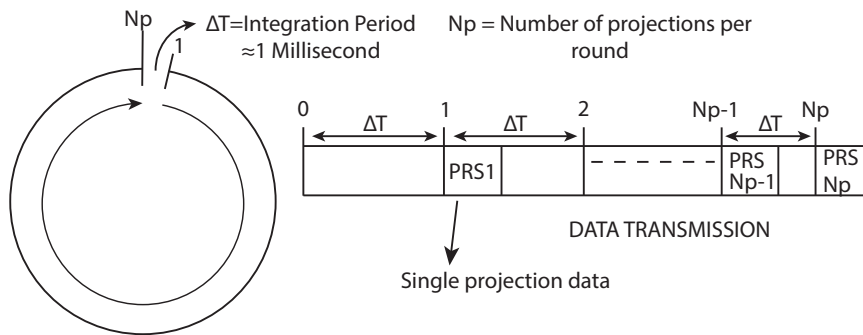 Np
1
ΔT=Integration Period
≈1 Millisecond
Np = Number of projections per
round
0 1 2 Np-1 Np
ΔT ΔT ΔT
PRS1
PRS
Np-1
PRS
Np
DATA TRANSMISSION
Single projection data